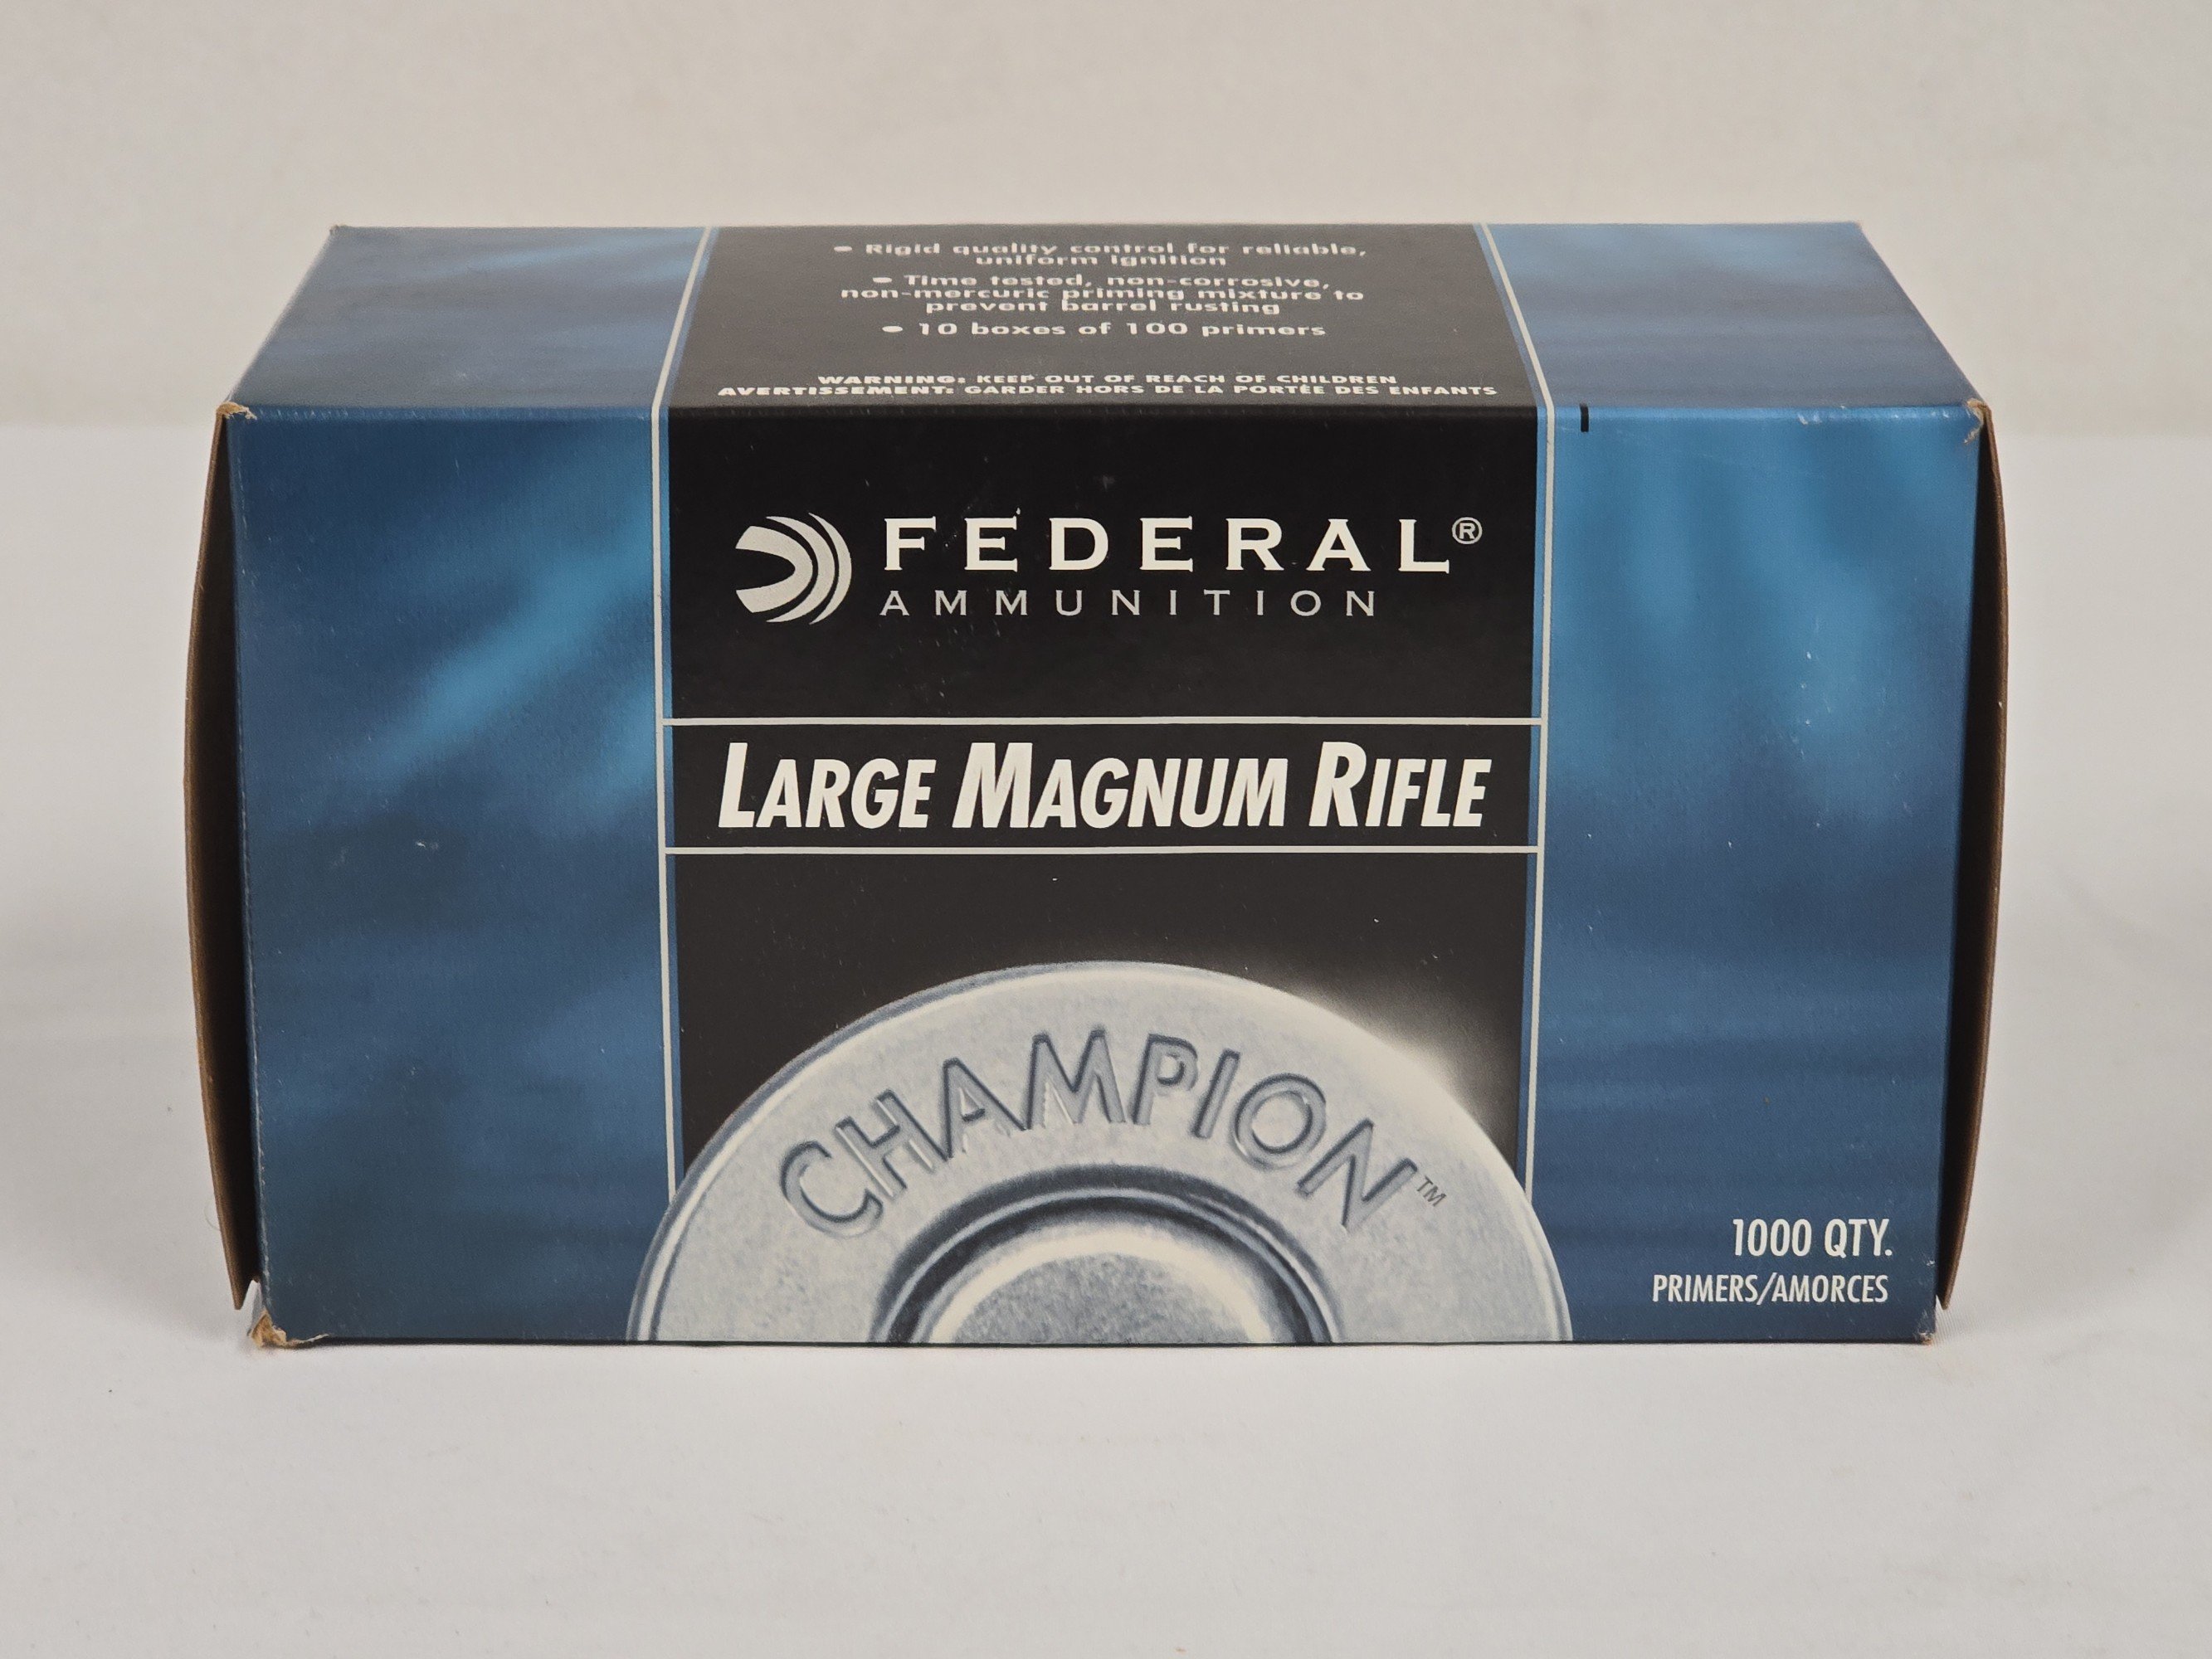 • Rigid quality control for reliable,
uniform ignition
• Time tested, non-corrosive,
non-mercuric priming mixture to
prevent barrel rusting
• 10 boxes of 100 primers
WARNING: KEEP OUT OF REACH OF CHILDREN
AVERTISSEMENT: GARDER HORS DE LA PORTÉE DES ENFANTS
FEDERAL®
AMMUNITION
LARGE MAGNUM RIFLE
CHAMPION™
1000 QTY.
PRIMERS/AMORCES